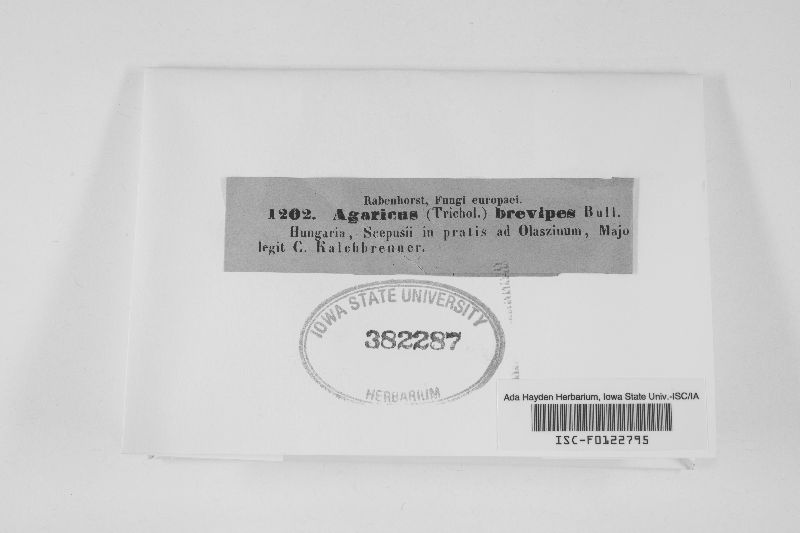 Rabenhorst, Fungi europaei.
1202. Agaricus (Trichol.) brevipes Bull.
Hungaria, Scepusii in pratis ad Olaszinum, Majo
legit C. Kalchbrenner.
IOWA STATE UNIVERSITY
382287
HERBARIUM
Ada Hayden Herbarium, Iowa State Univ.-ISC/IA
ISC-F0122795